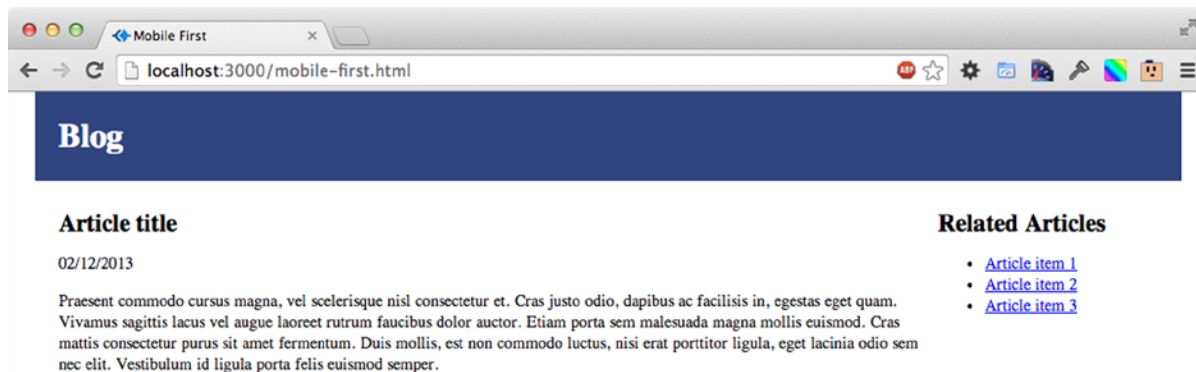 Mobile First
localhost:3000/mobile-first.html
ABP
Blog
Article title
02/12/2013
Praesent commodo cursus magna, vel scelerisque nisl consectetur et. Cras justo odio, dapibus ac facilisis in, egestas eget quam.
Vivamus sagittis lacus vel augue laoreet rutrum faucibus dolor auctor. Etiam porta sem malesuada magna mollis euismod. Cras
mattis consectetur purus sit amet fermentum. Duis mollis, est non commodo luctus, nisi erat porttitor ligula, eget lacinia odio sem
nec elit. Vestibulum id ligula porta felis euismod semper.
Related Articles
Article item 1
Article item 2
Article item 3